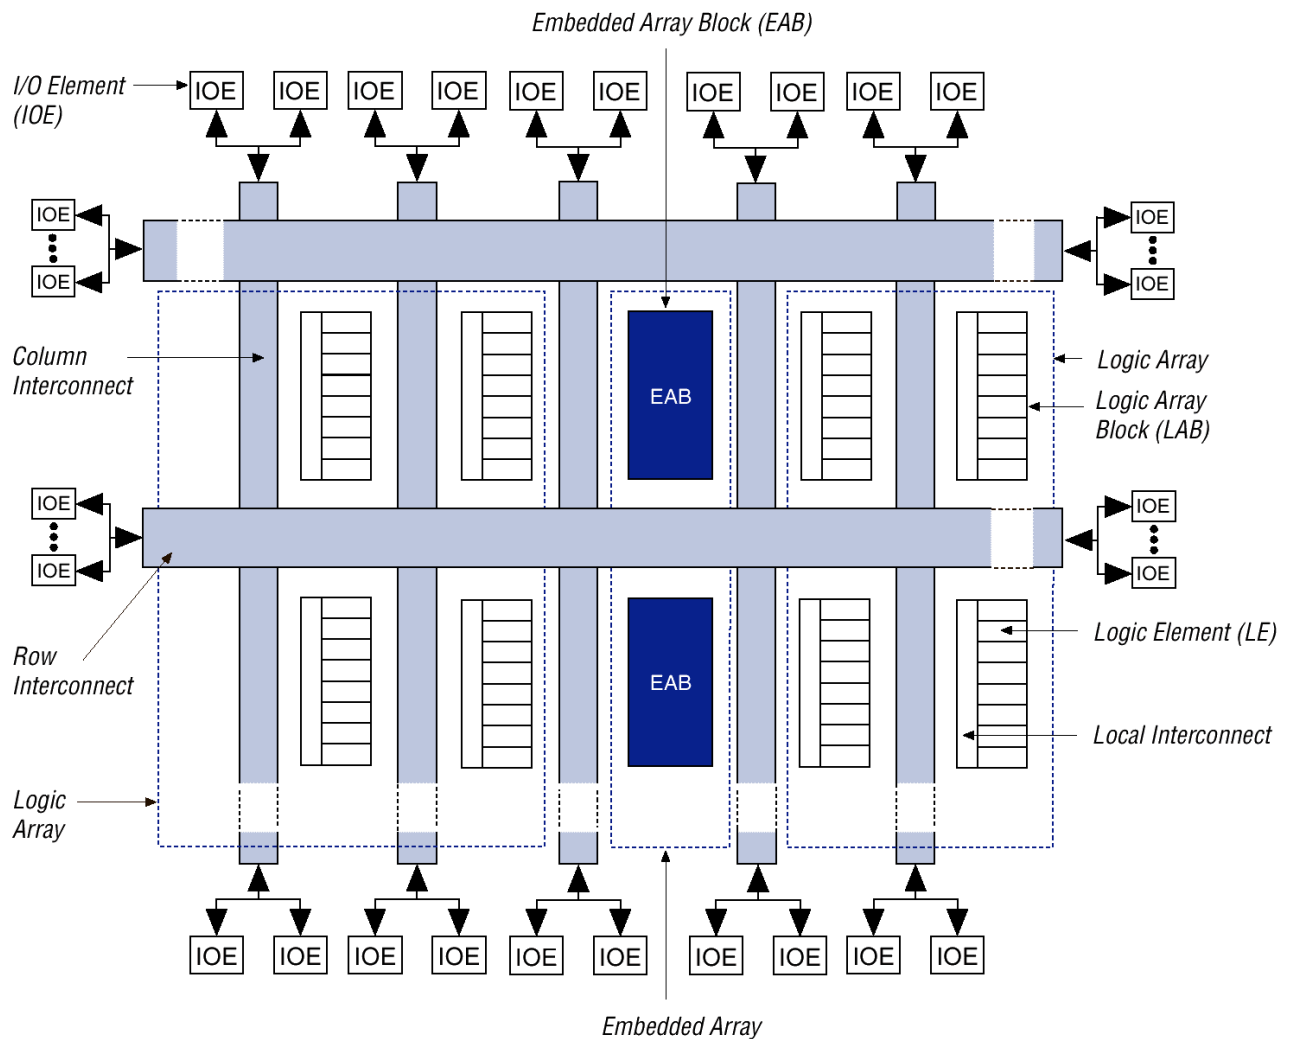 Embedded Array Block (EAB)
I/O Element
(IOE)
IOE IOE IOE IOE IOE IOE IOE IOE IOE IOE
IOE IOE
IOE IOE
Column
Interconnect
EAB
Logic Array
Logic Array
Block (LAB)
IOE IOE
IOE IOE
Row
Interconnect
EAB
Logic Element (LE)
Local Interconnect
Logic
Array
IOE IOE IOE IOE IOE IOE IOE IOE IOE IOE
Embedded Array